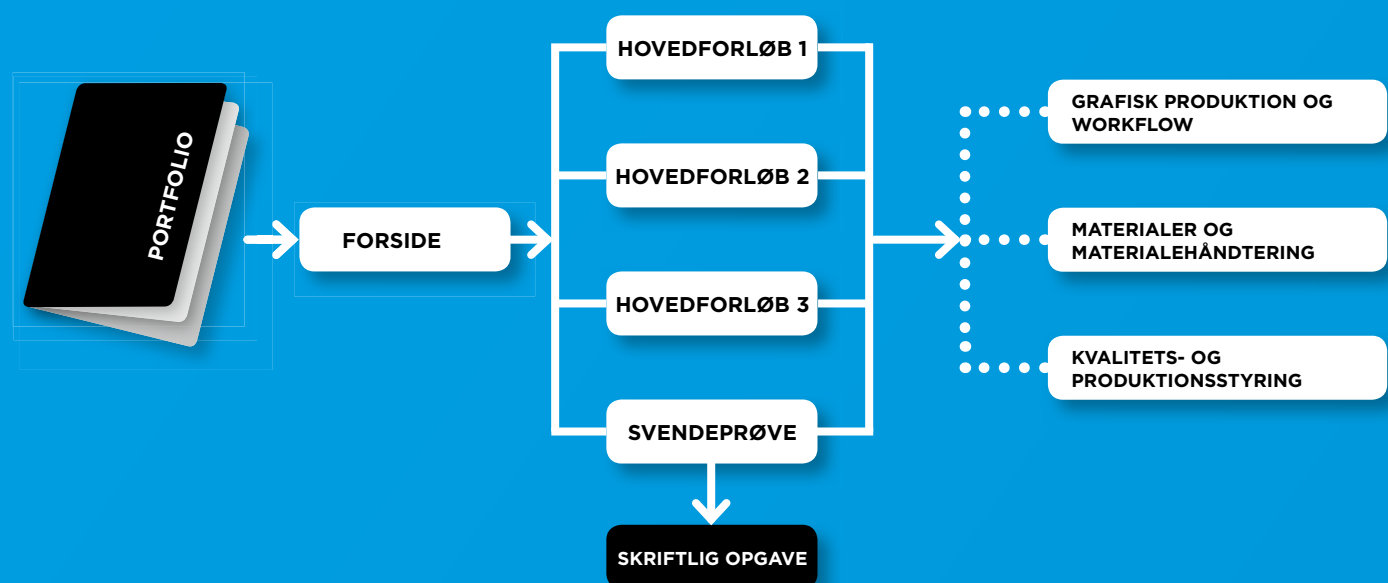 PORTFOLIO
FORSIDE
HOVEDFORLØB 1
HOVEDFORLØB 2
HOVEDFORLØB 3
SVENDEPRØVE
SKRIFTLIG OPGAVE
GRAFISK PRODUKTION OG
WORKFLOW
MATERIALER OG
MATERIALEHÅNDTERING
KVALITETS- OG
PRODUKTIONSSTYRING